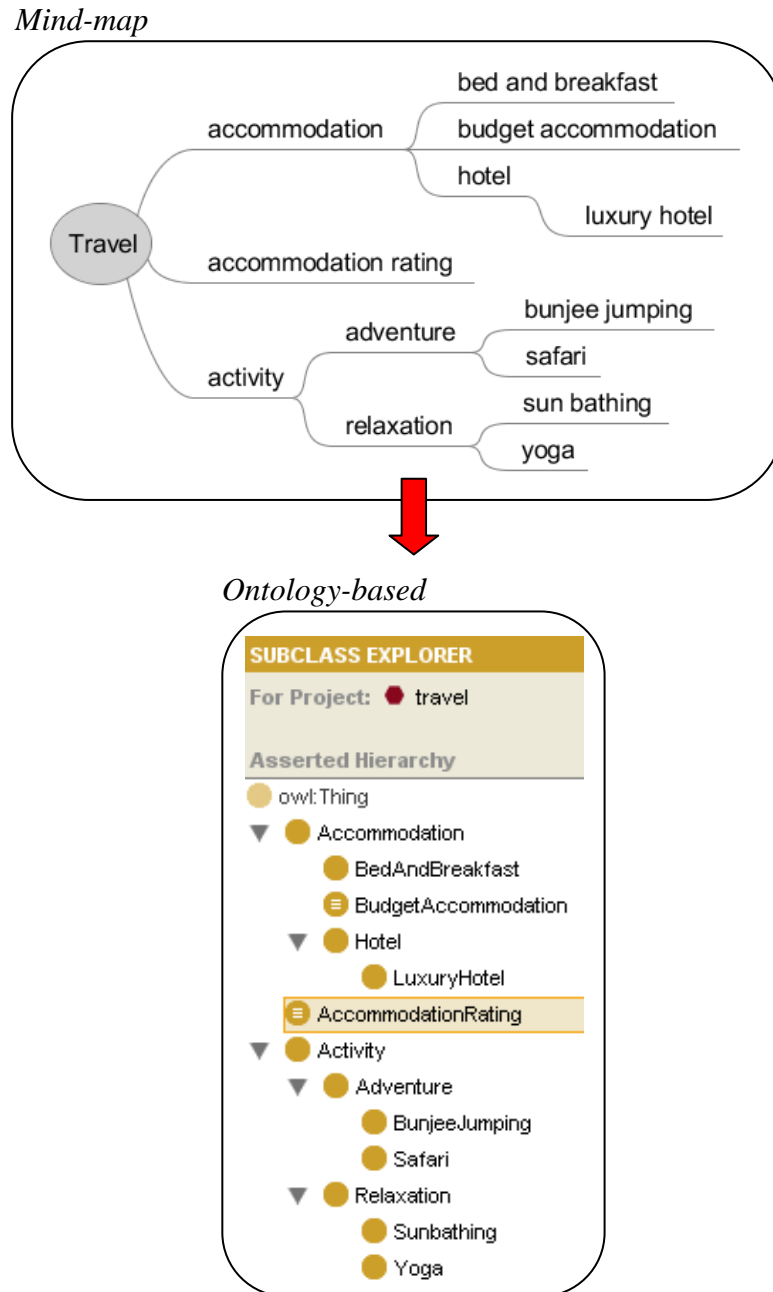 Mind-map
bed and breakfast
accommodation
budget accommodation
hotel
luxury hotel
Travel
accommodation rating
bunjee jumping
adventure
safari
activity
sun bathing
relaxation
yoga
Ontology-based
SUBCLASS EXPLORER
For Project: travel
Asserted Hierarchy
owl:Thing
Accommodation
BedAndBreakfast
BudgetAccommodation
Hotel
LuxuryHotel
AccommodationRating
Activity
Adventure
BunjeeJumping
Safari
Relaxation
Sunbathing
Yoga